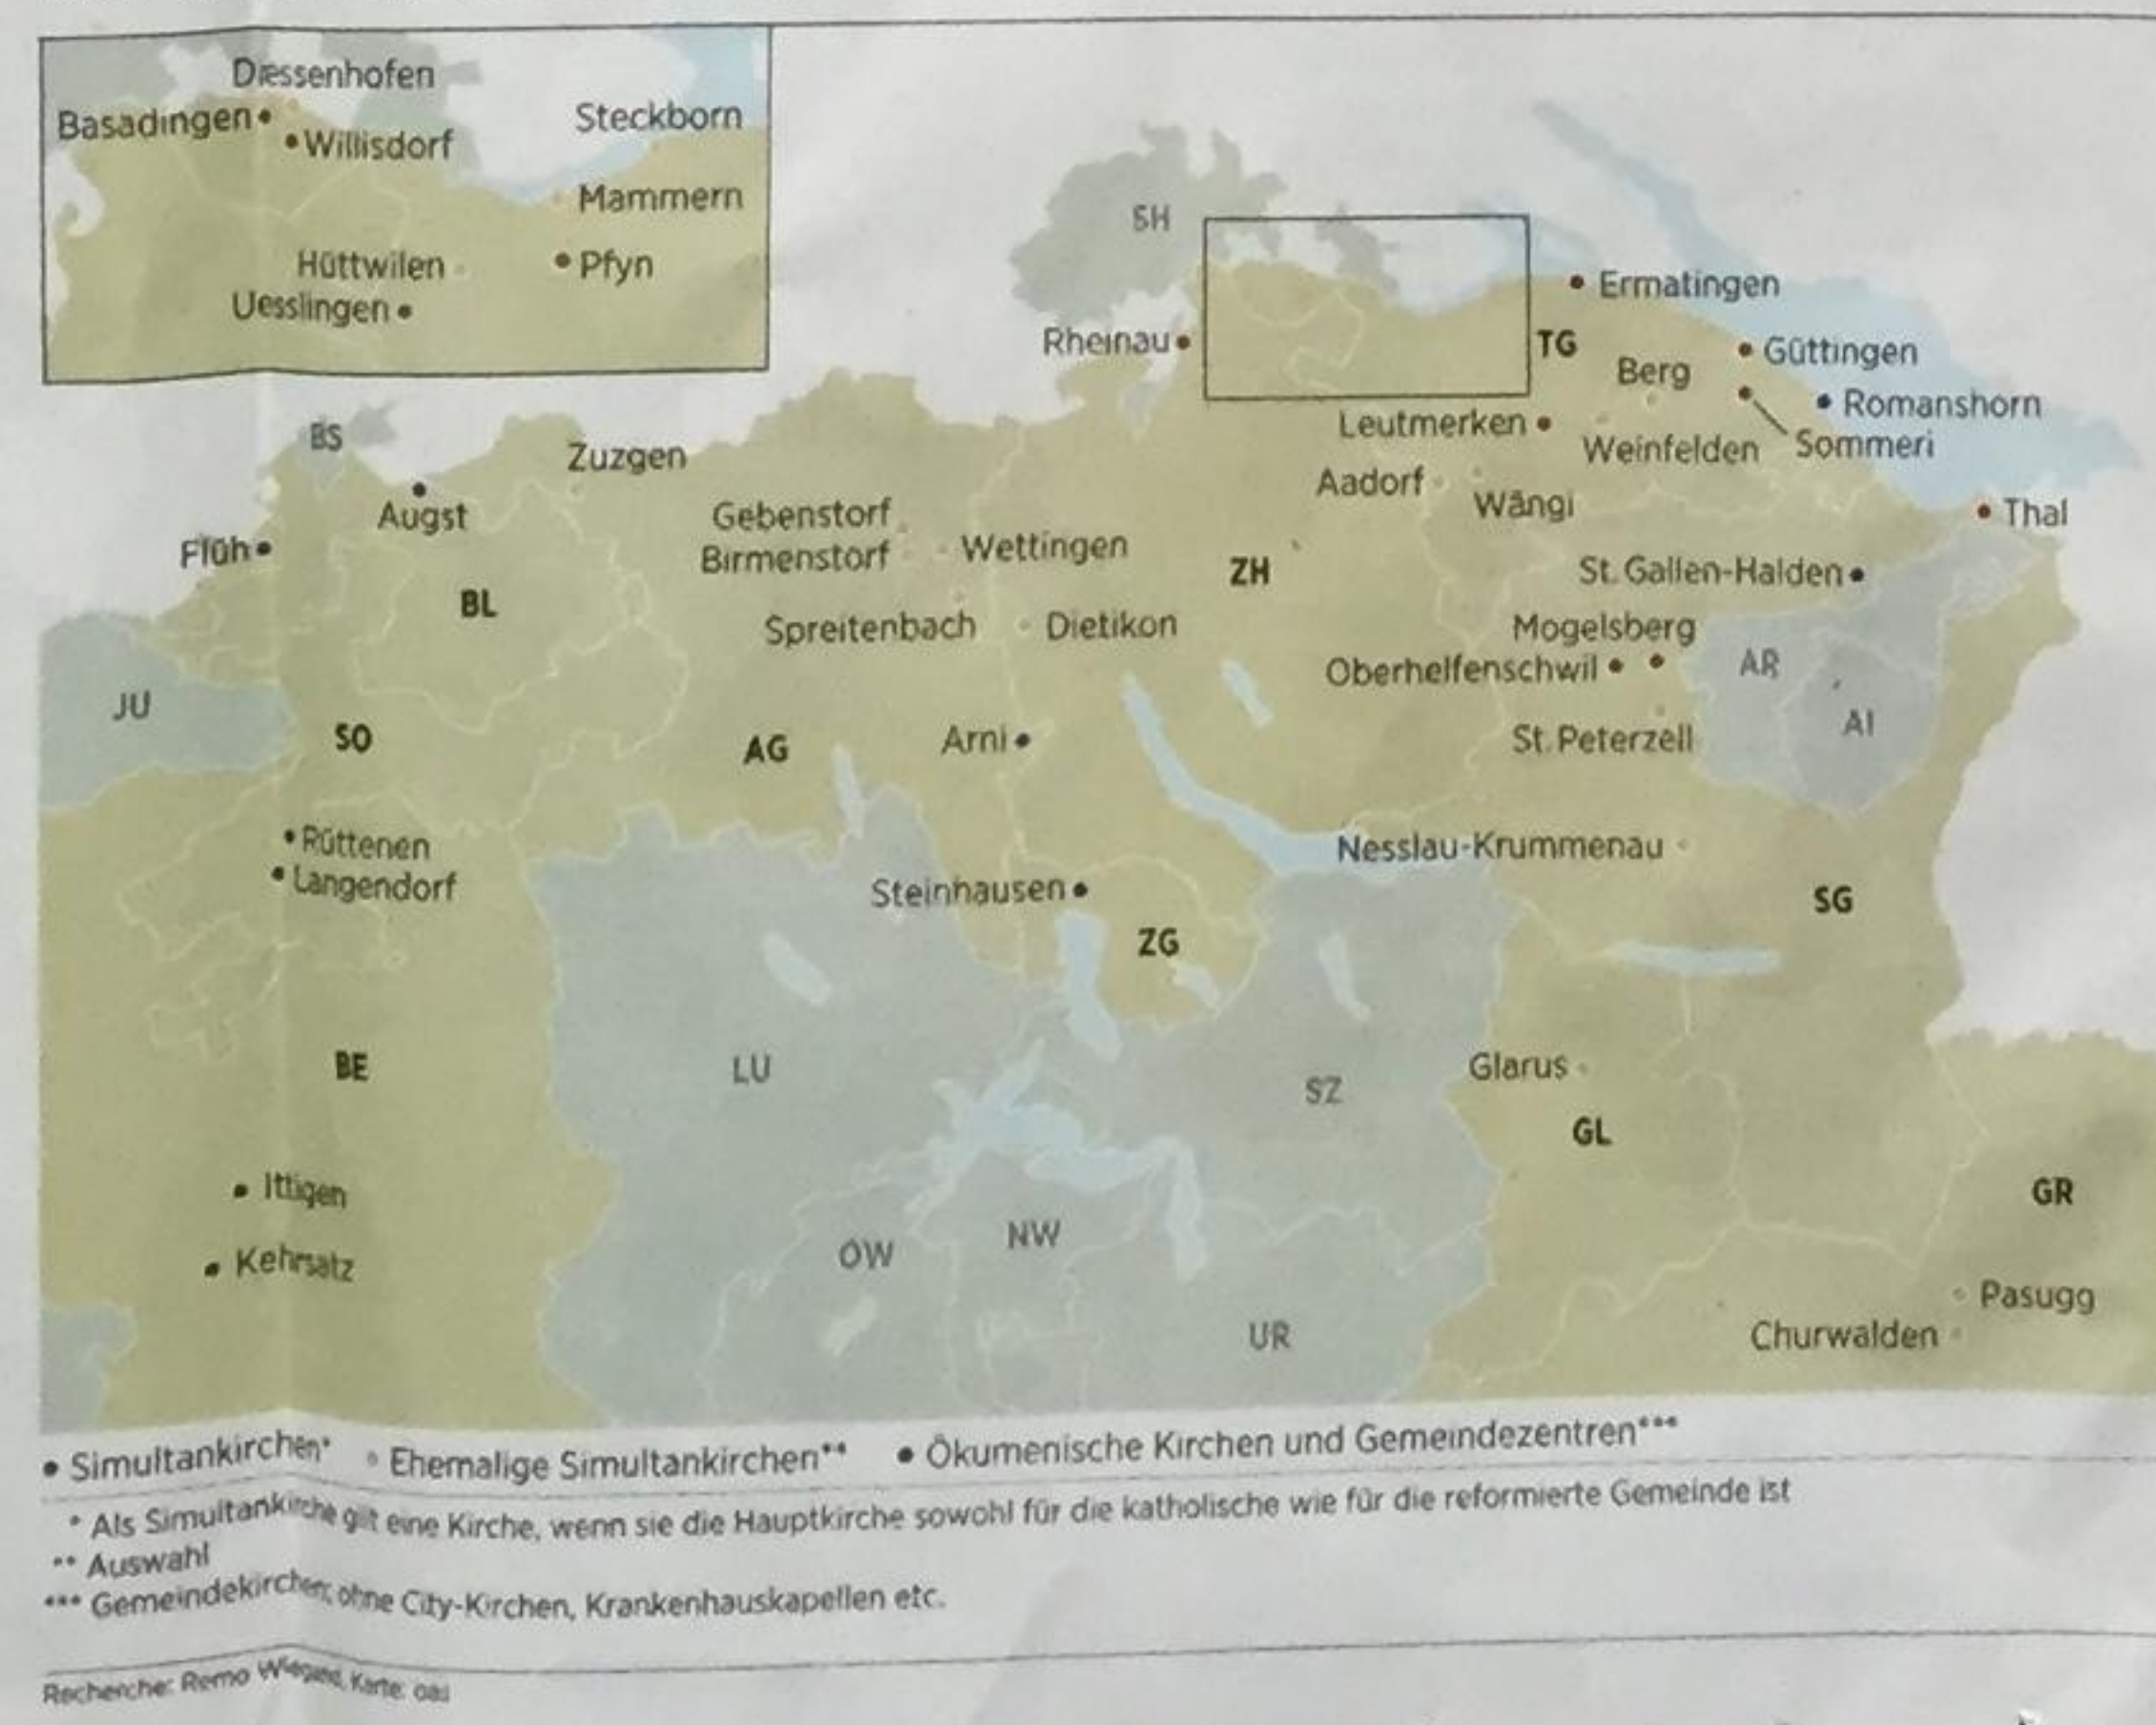 Diessenhofen
Basadingen
Willisdorf
Steckborn
Mammern
Hüttwilen
Pfyn
Uesslingen
SH
Ermatingen
Rheinau
TG
Güttingen
Berg
Romanshorn
Leutmerken
Sommeri
Weinfelden
BS
Zuzgen
Aadorf
Wängi
Augst
Gebenstorf
Thal
Flüh
Birmenstorf
Wettingen
ZH
St. Gallen-Halden
BL
Spreitenbach
Dietikon
Mogelsberg
Oberhelfenschwil
AR
JU
AI
SO
AG
Arni
St. Peterzell
Rüttenen
Nesslau-Krummenau
Langendorf
Steinhausen
SG
ZG
BE
LU
SZ
Glarus
GL
Ittigen
GR
OW
NW
Kehrsatz
Pasugg
UR
Churwalden
• Simultankirchen* • Ehemalige Simultankirchen** • Ökumenische Kirchen und Gemeindezentren***
* Als Simultankirche gilt eine Kirche, wenn sie die Hauptkirche sowohl für die katholische wie für die reformierte Gemeinde ist
** Auswahl
*** Gemeindekirchen; ohne City-Kirchen, Krankenhauskapellen etc.
Recherche: Remo Wiegand, Karte: